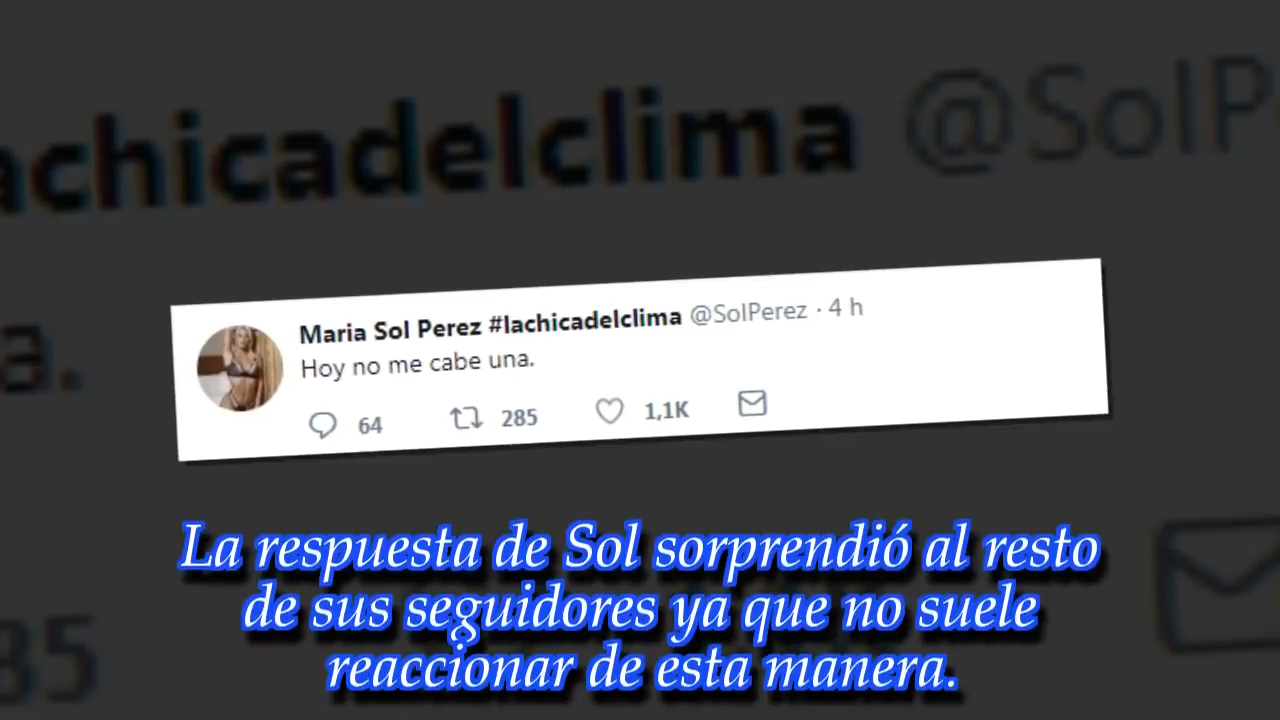 achicadelclima @SolP
a.
Maria Sol Perez #lachicadelclima @SolPerez · 4 h
Hoy no me cabe una.
64 285 1,1K
85
La respuesta de Sol sorprendió al resto
de sus seguidores ya que no suele
reaccionar de esta manera.